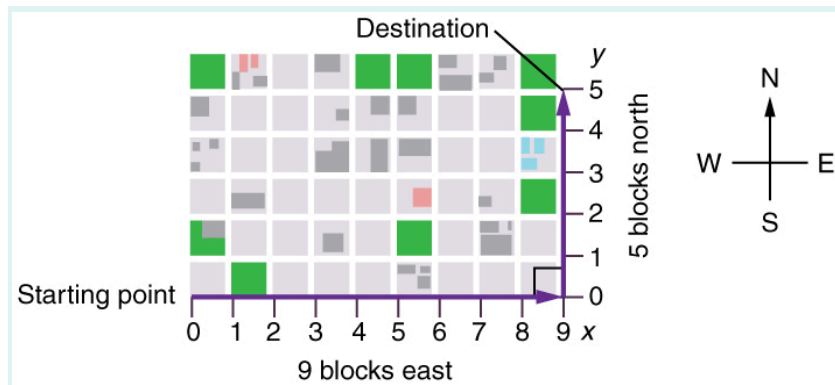 Destination
y
5
4
3
2
1
0
5 blocks north
N
W E
S
Starting point
0 1 2 3 4 5 6 7 8 9 x
9 blocks east